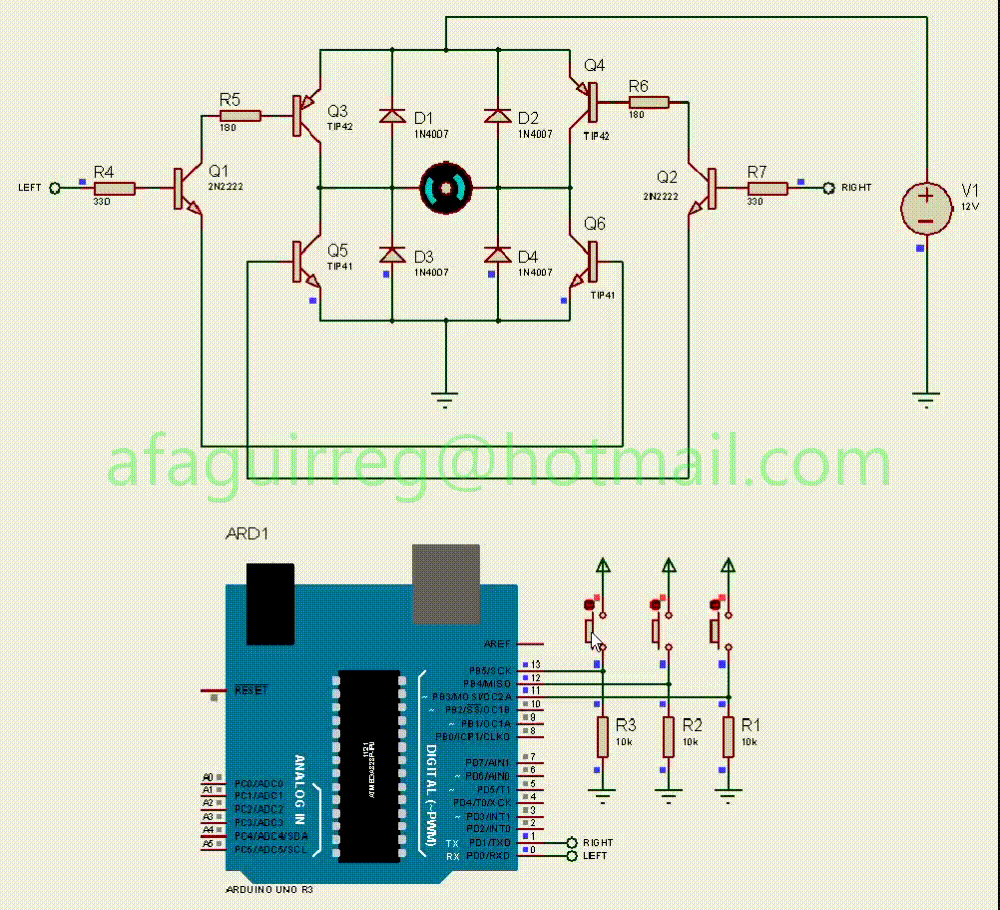 Q4
R6
180
R5
180
Q3
TIP42
D1
1N4007
D2
1N4007
TIP42
LEFT
R4
330
Q1
2N2222
Q2
2N2222
R7
330
RIGHT
V1
12V
Q5
TIP41
D3
1N4007
D4
1N4007
Q6
TIP41
afaguirreg@hotmail.com
ARD1
AREF
13
PB5/SCK
12
PB4/MISO
11
~ PB3/MOSI/OC2A
10
~ PB2/SS/OC1B
9
~ PB1/OC1A
8
PB0/ICP1/CLKO
RESET
R3
10k
R2
10k
R1
10k
1121
ANALOG IN
DIGITAL (~PWM)
7
PD7/AIN1
6
~ PD6/AIN0
5
~ PD5/T1
4
PD4/T0/XCK
3
~ PD3/INT1
2
PD2/INT0
1
TX PD1/TXD
RIGHT
0
RX PD0/RXD
LEFT
A0
PC0/ADC0
A1
PC1/ADC1
A2
PC2/ADC2
A3
PC3/ADC3
A4
PC4/ADC4/SDA
A5
PC5/ADC5/SCL
ARDUINO UNO R3